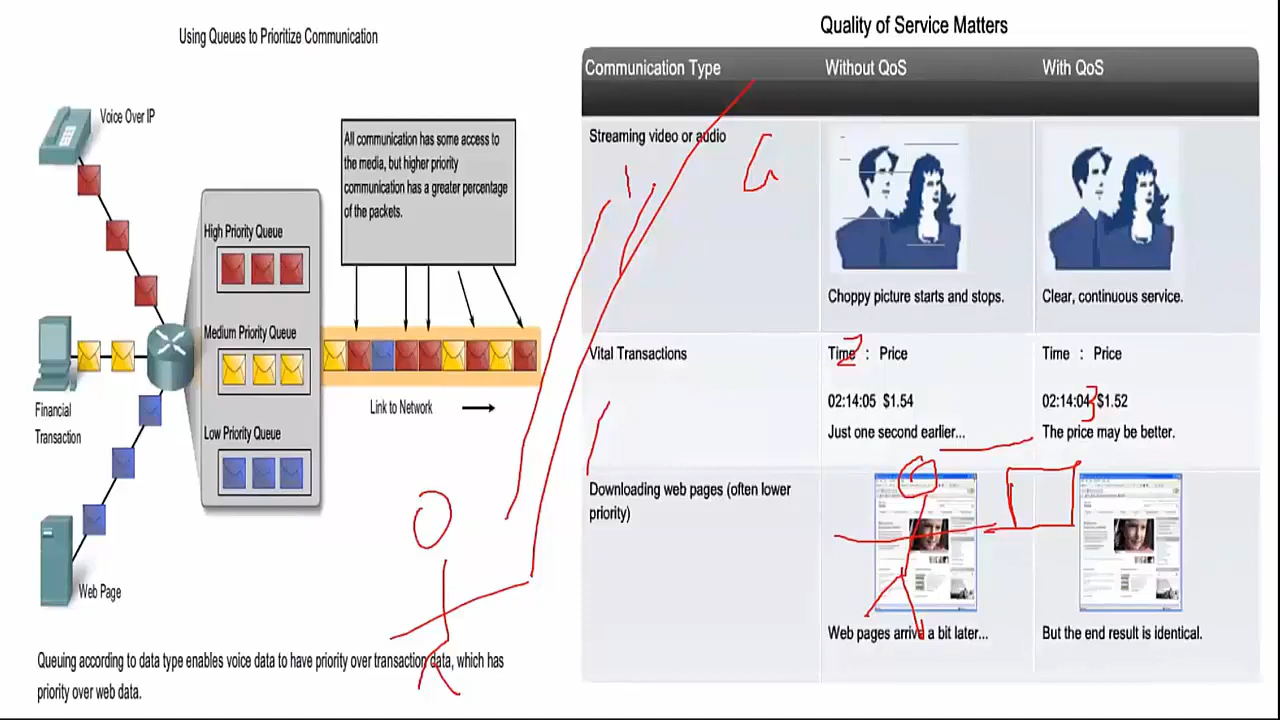 Using Queues to Prioritize Communication
Voice Over IP
All communication has some access to
the media, but higher priority
communication has a greater percentage
of the packets.
High Priority Queue
Medium Priority Queue
Low Priority Queue
Financial
Transaction
Link to Network
Web Page
Queuing according to data type enables voice data to have priority over transaction data, which has
priority over web data.
Quality of Service Matters
Communication Type
Without QoS
With QoS
Streaming video or audio
Choppy picture starts and stops.
Clear, continuous service.
Vital Transactions
Time : Price
02:14:05 $1.54
Just one second earlier...
Time : Price
02:14:04 $1.52
The price may be better.
Downloading web pages (often lower
priority)
Web pages arrive a bit later...
But the end result is identical.
1
2
3